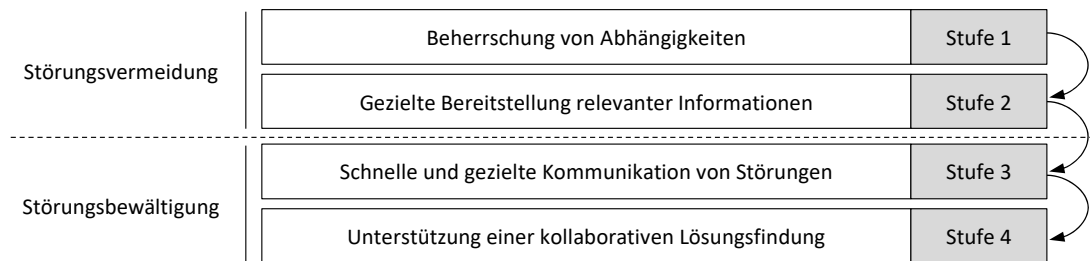 Störungsvermeidung
Beherrschung von Abhängigkeiten Stufe 1
Gezielte Bereitstellung relevanter Informationen Stufe 2
Störungsbewältigung
Schnelle und gezielte Kommunikation von Störungen Stufe 3
Unterstützung einer kollaborativen Lösungsfindung Stufe 4